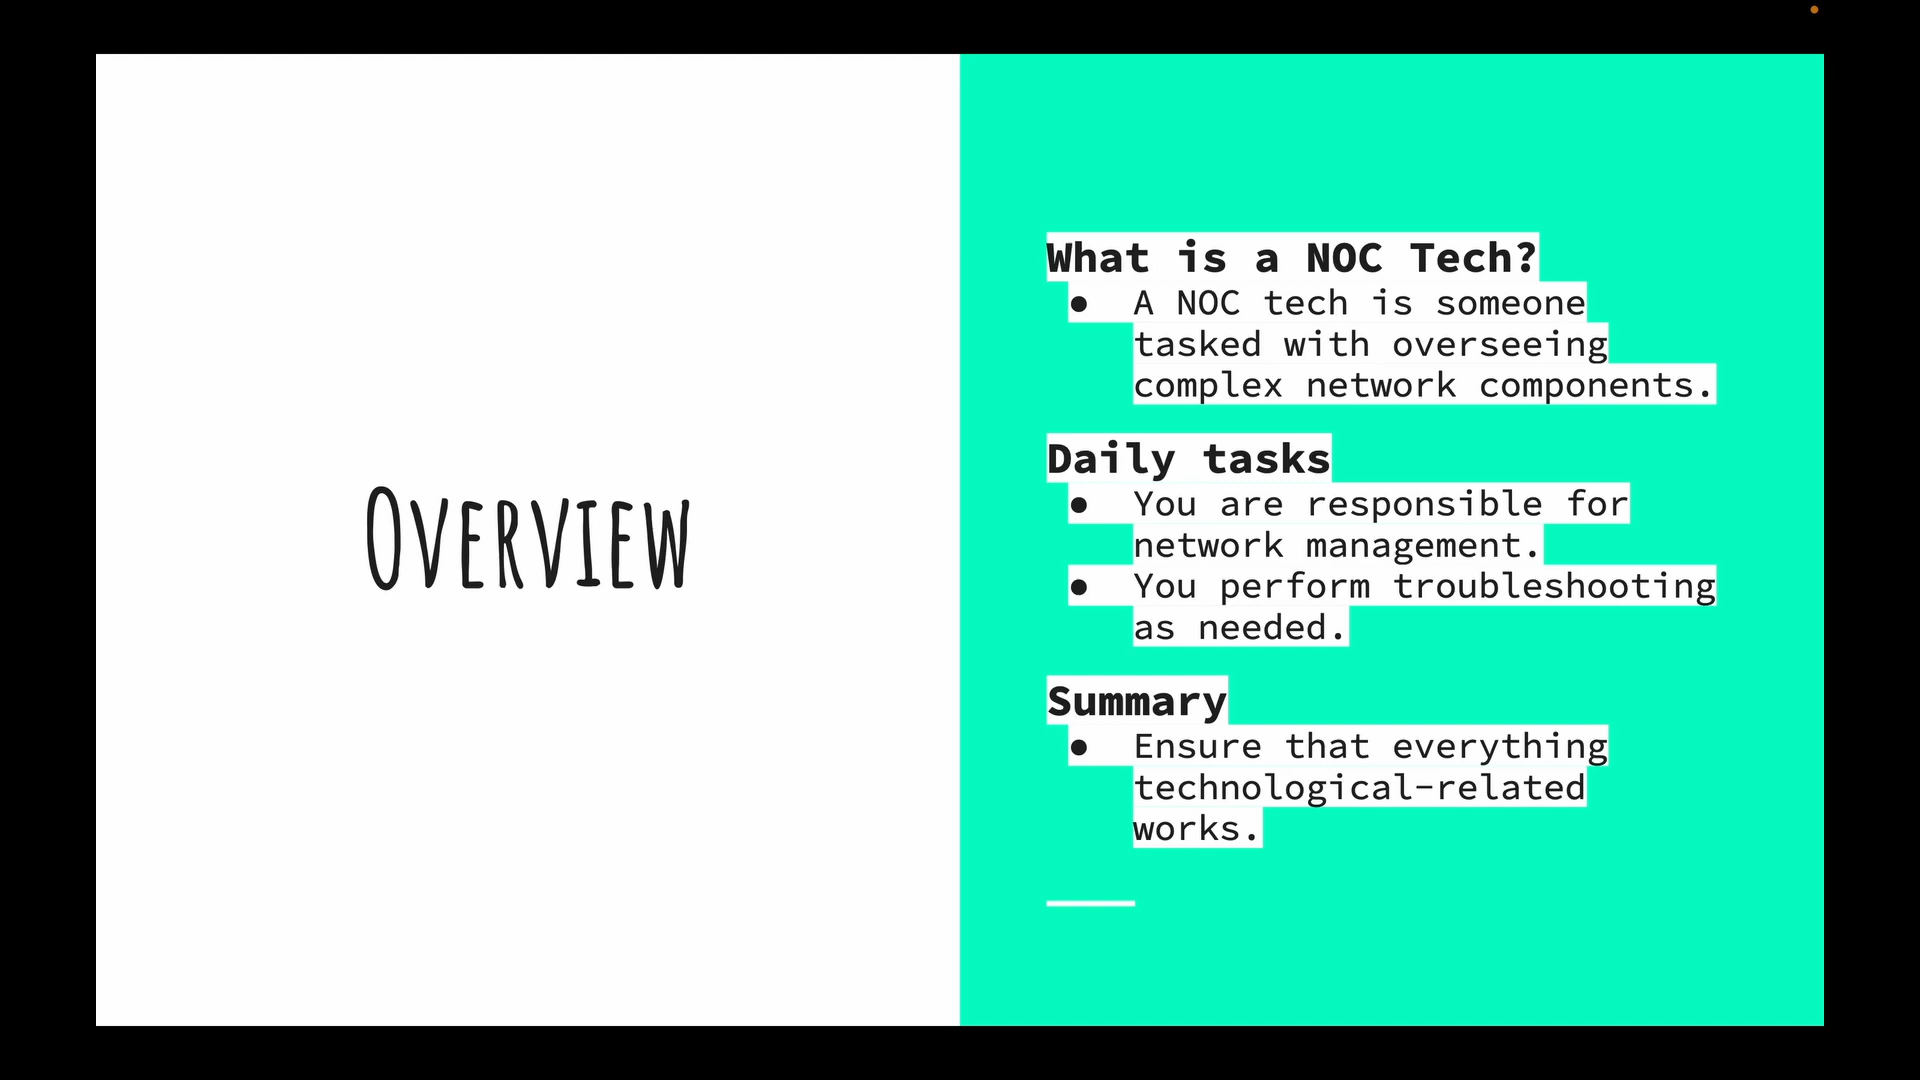 Overview
What is a NOC Tech?
● A NOC tech is someone
tasked with overseeing
complex network components.
Daily tasks
● You are responsible for
network management.
● You perform troubleshooting
as needed.
Summary
● Ensure that everything
technological-related
works.